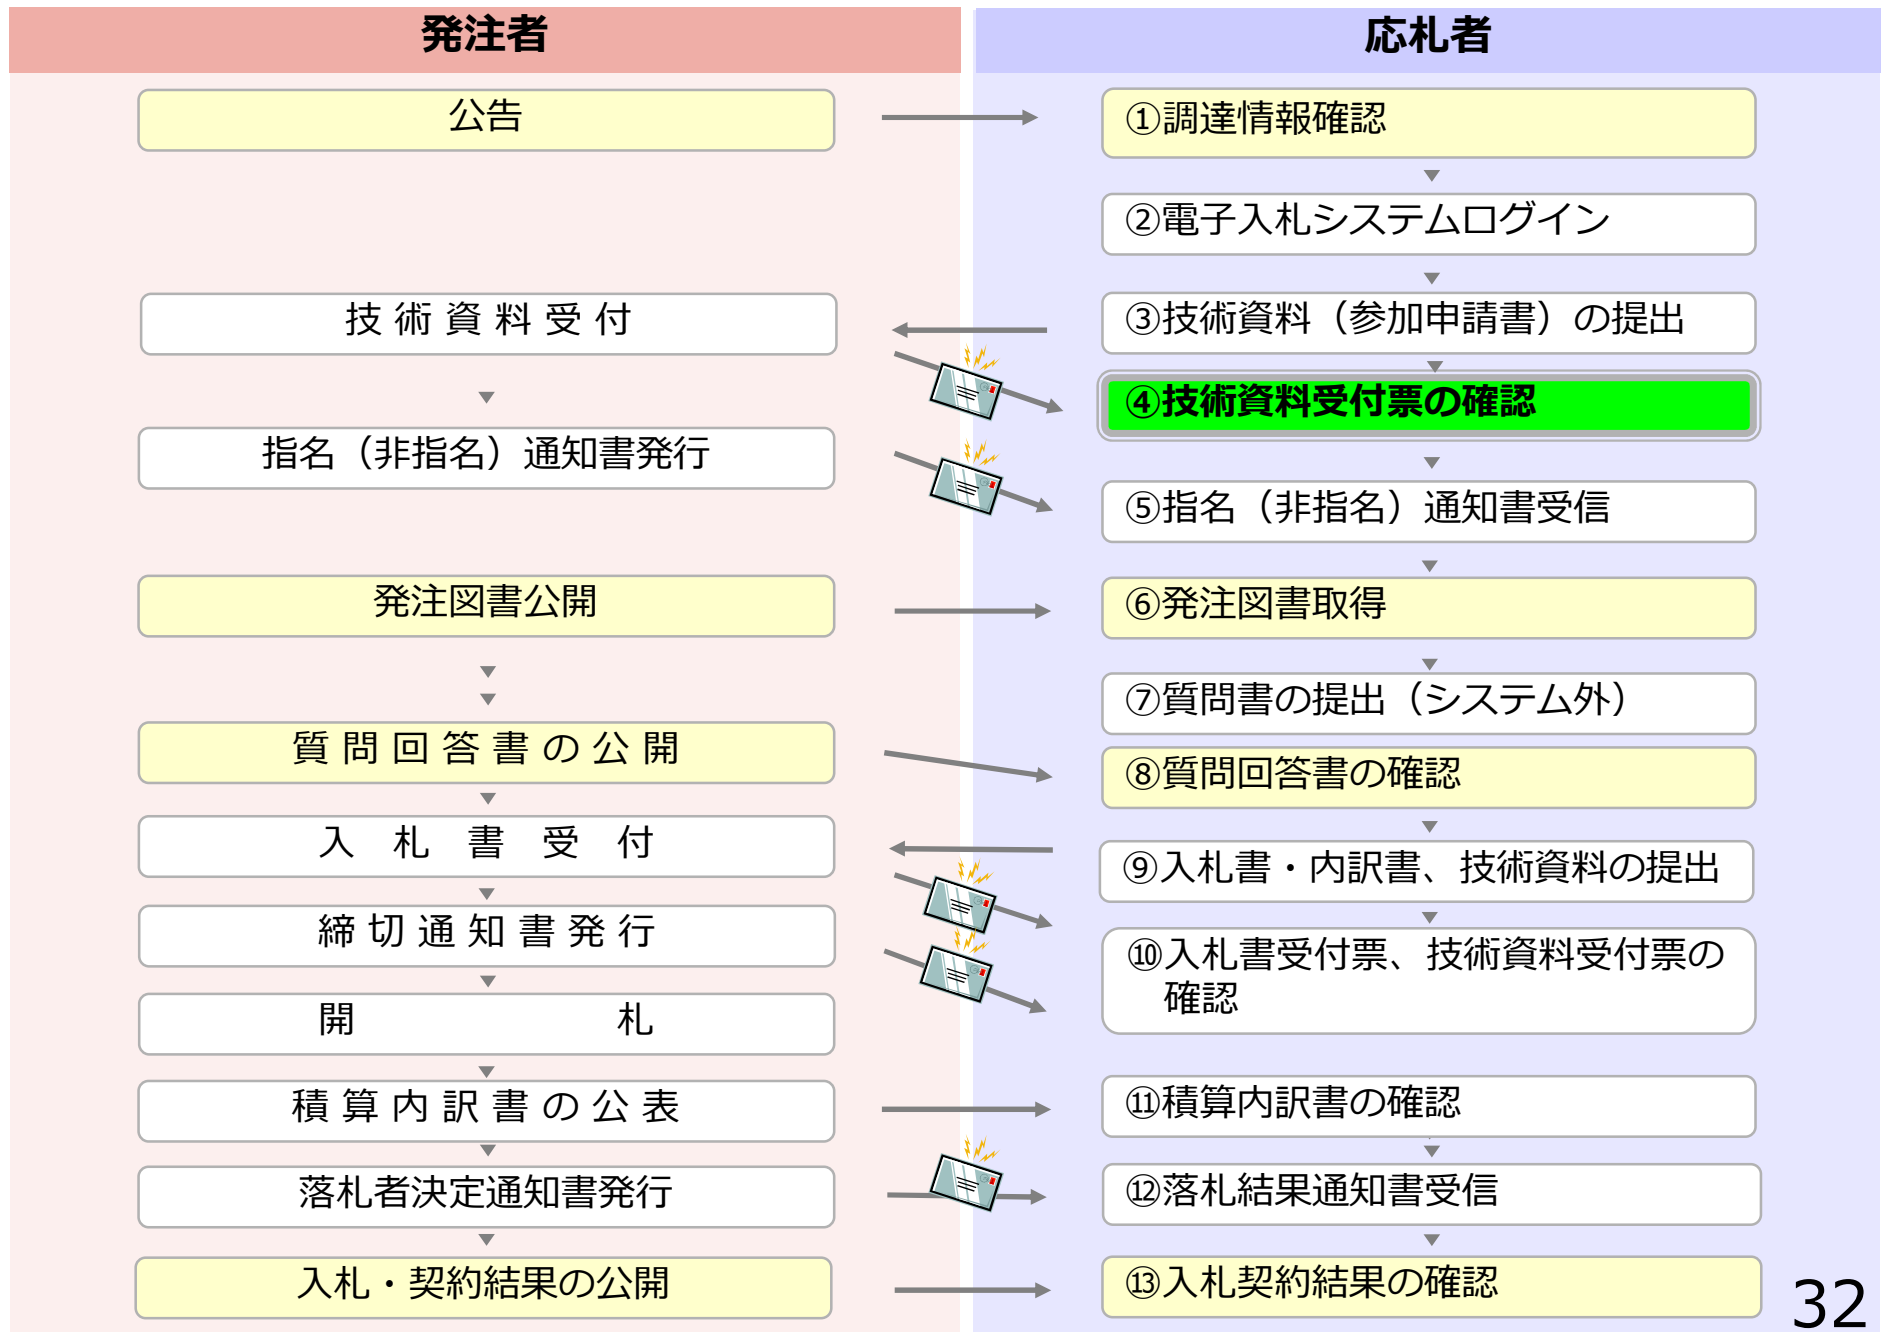 発注者
公告
技術資料受付
指名（非指名）通知書発行
発注図書公開
質問回答書の公開
入札書受付
締切通知書発行
開札
積算内訳書の公表
落札者決定通知書発行
入札・契約結果の公開
応札者
①調達情報確認
②電子入札システムログイン
③技術資料（参加申請書）の提出
④技術資料受付票の確認
⑤指名（非指名）通知書受信
⑥発注図書取得
⑦質問書の提出（システム外）
⑧質問回答書の確認
⑨入札書・内訳書、技術資料の提出
⑩入札書受付票、技術資料受付票の
確認
⑪積算内訳書の確認
⑫落札結果通知書受信
⑬入札契約結果の確認
32